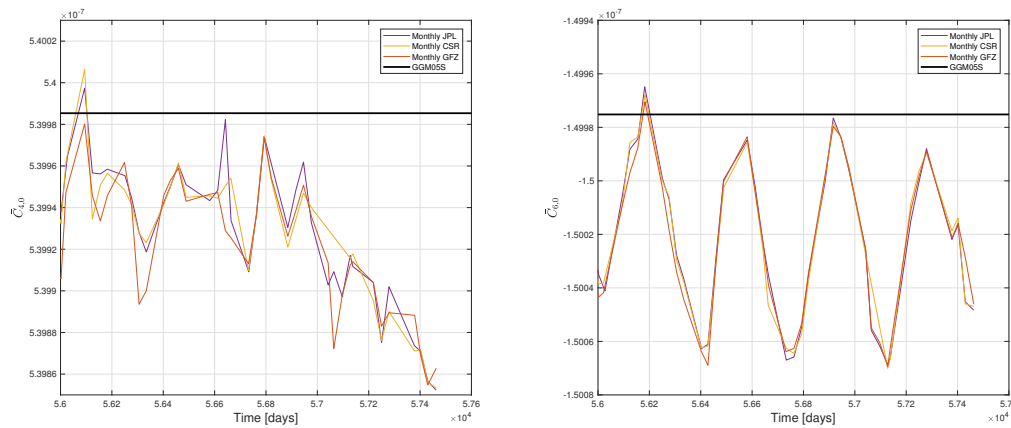 ×10⁻⁷
5.4002
5.4
5.3998
5.3996
5.3994
5.3992
5.399
5.3988
5.3986
C̄4,0
5.6 5.62 5.64 5.66 5.68 5.7 5.72 5.74 5.76
Time [days]
×10⁴
Monthly JPL
Monthly CSR
Monthly GFZ
GGM05S
×10⁻⁷
-1.4994
-1.4996
-1.4998
-1.5
-1.5002
-1.5004
-1.5006
-1.5008
C̄6,0
5.6 5.62 5.64 5.66 5.68 5.7 5.72 5.74 5.76
Time [days]
×10⁴
Monthly JPL
Monthly CSR
Monthly GFZ
GGM05S